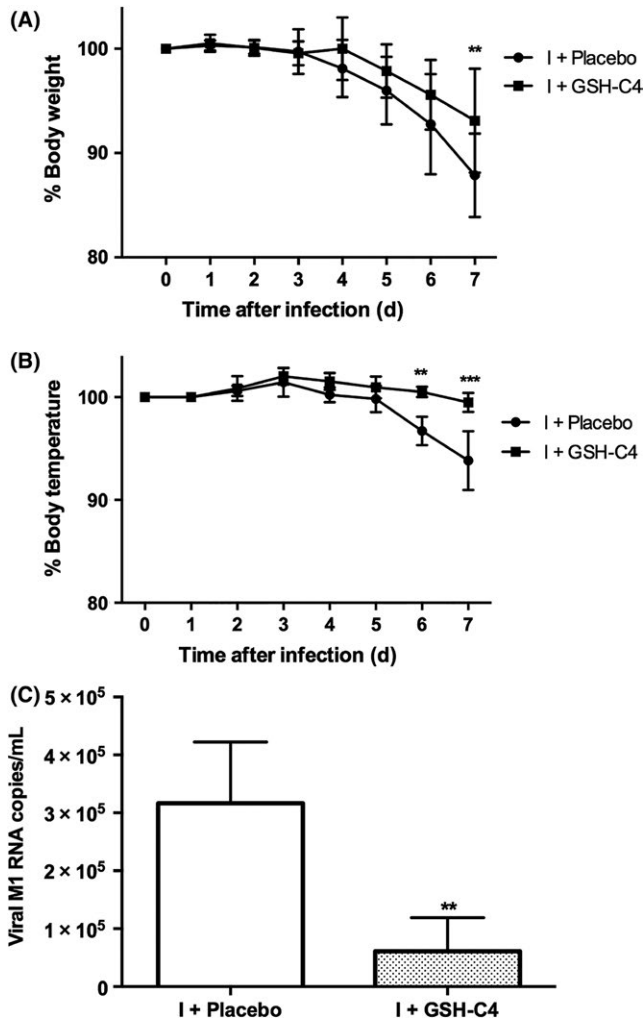 (A)
% Body weight
100
90
80
**
I + Placebo
I + GSH-C4
0 1 2 3 4 5 6 7
Time after infection (d)
(B)
% Body temperature
100
90
80
** ***
I + Placebo
I + GSH-C4
0 1 2 3 4 5 6 7
Time after infection (d)
(C)
Viral M1 RNA copies/mL
5 × 10⁵
4 × 10⁵
3 × 10⁵
2 × 10⁵
1 × 10⁵
0
**
I + Placebo I + GSH-C4